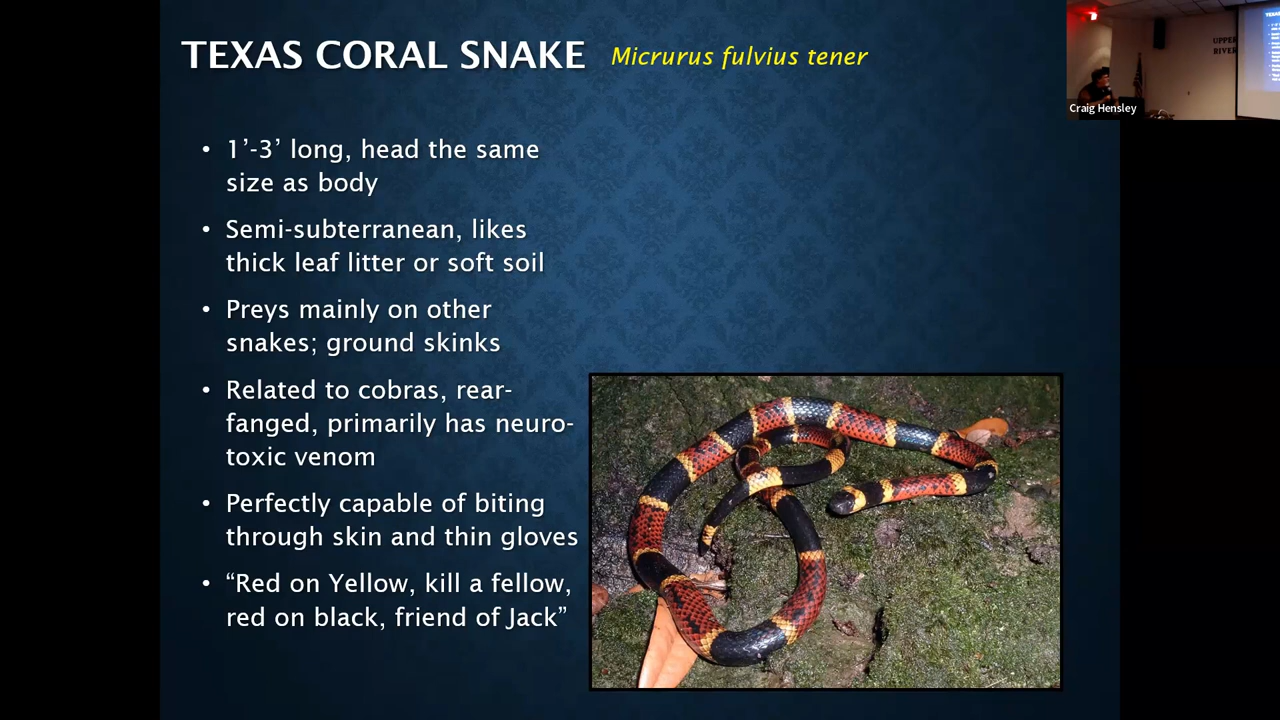 TEXAS CORAL SNAKE Micrurus fulvius tener
Craig Hensley
UPPER
RIVER
• 1’-3’ long, head the same
size as body
• Semi-subterranean, likes
thick leaf litter or soft soil
• Preys mainly on other
snakes; ground skinks
• Related to cobras, rear-
fanged, primarily has neuro-
toxic venom
• Perfectly capable of biting
through skin and thin gloves
• “Red on Yellow, kill a fellow,
red on black, friend of Jack”